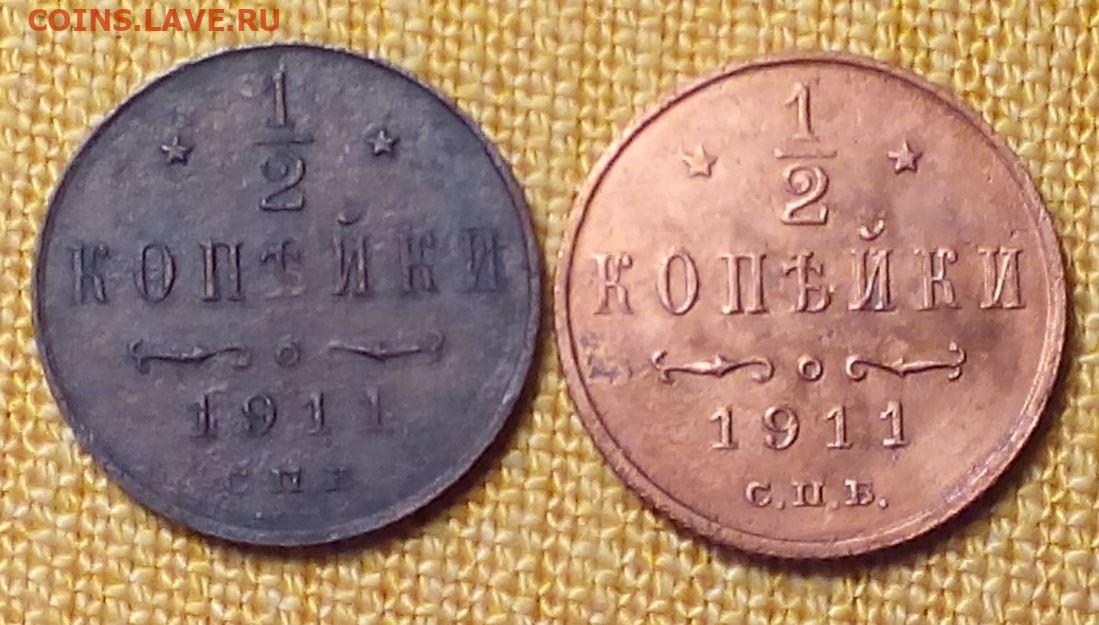 COINS.LAVE.RU
1
2
КОПѢЙКИ
1911
С.П.
1
2
КОПѢЙКИ
1911
С.П.Б.